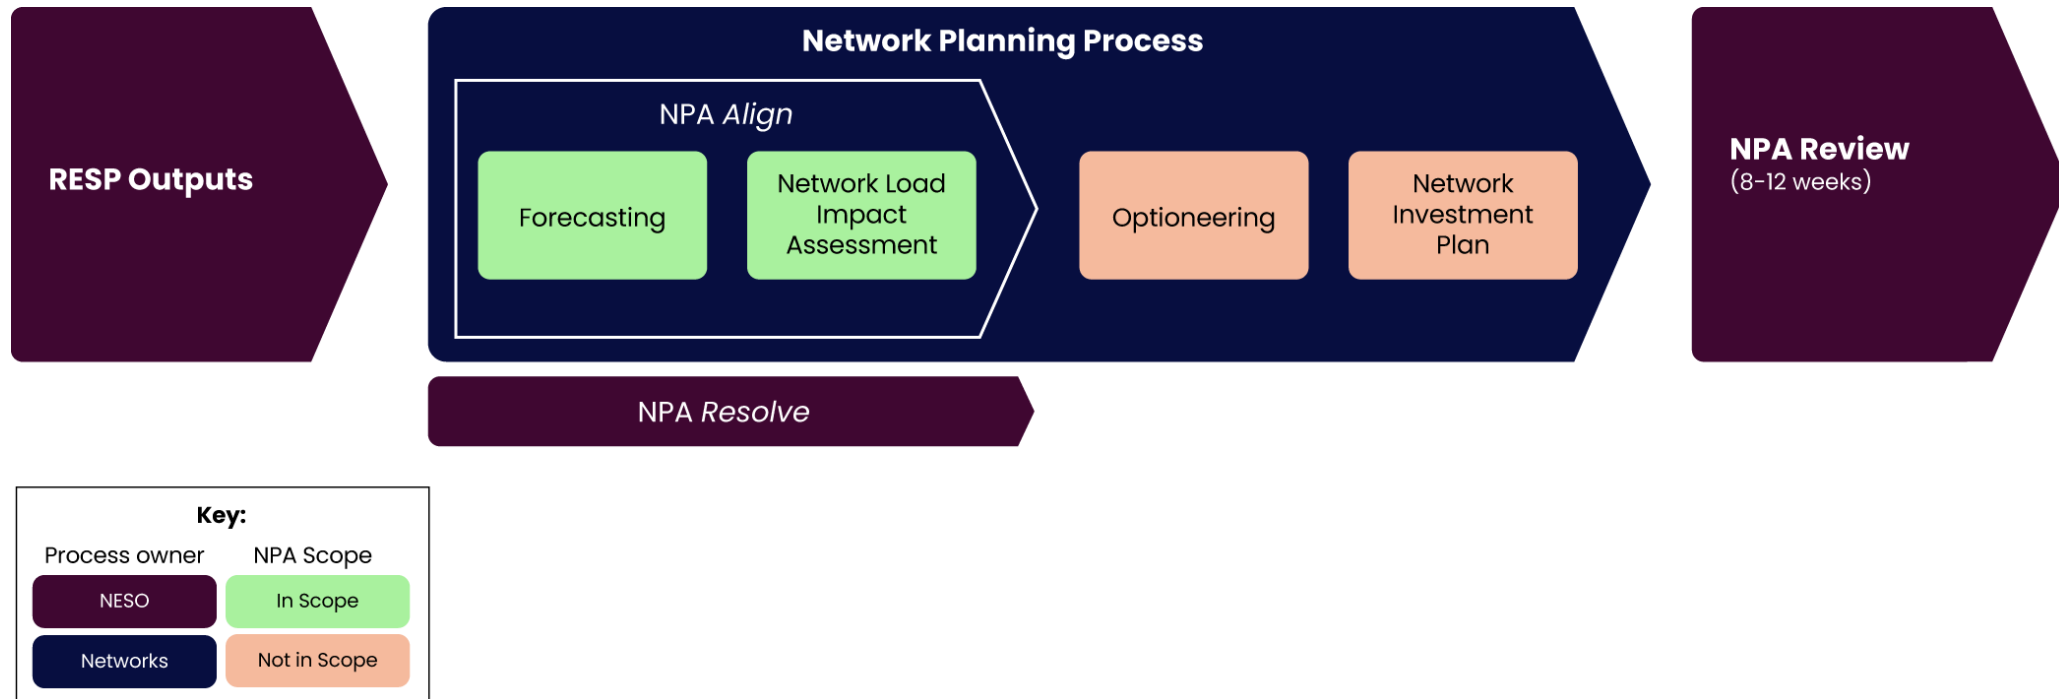 RESP Outputs
Network Planning Process
NPA Align
Forecasting
Network Load
Impact
Assessment
Optioneering
Network
Investment
Plan
NPA Review
(8-12 weeks)
NPA Resolve
Key:
Process owner
NPA Scope
NESO
In Scope
Networks
Not in Scope